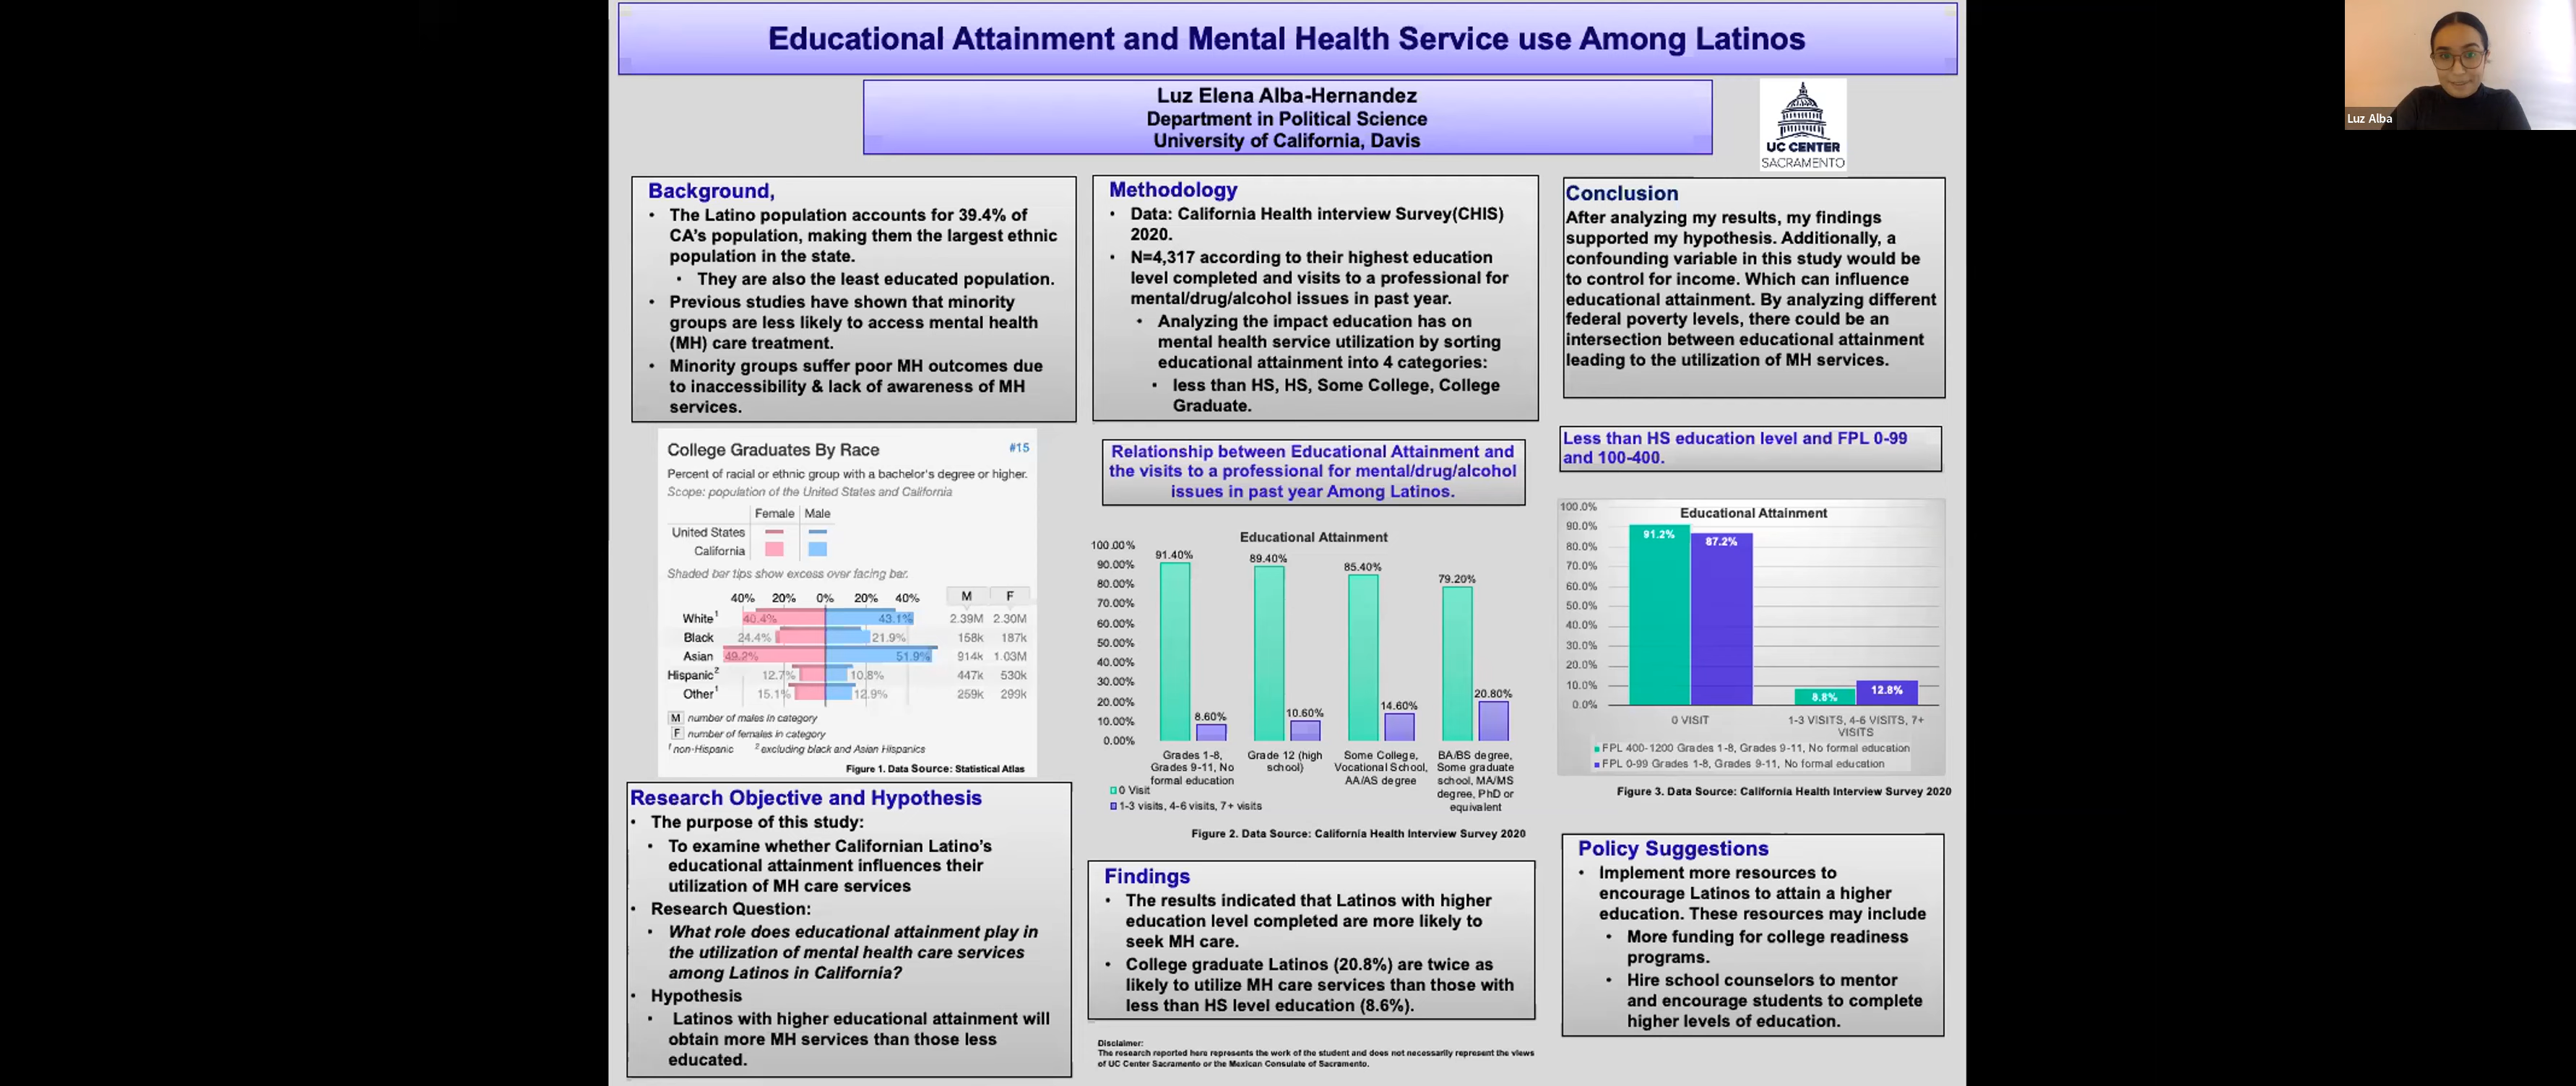 Educational Attainment and Mental Health Service use Among Latinos
Luz Elena Alba-Hernandez
Department in Political Science
University of California, Davis
UC CENTER
SACRAMENTO
Luz Alba
Background,
• The Latino population accounts for 39.4% of
CA's population, making them the largest ethnic
population in the state.
• They are also the least educated population.
• Previous studies have shown that minority
groups are less likely to access mental health
(MH) care treatment.
• Minority groups suffer poor MH outcomes due
to inaccessibility & lack of awareness of MH
services.
College Graduates By Race #15
Percent of racial or ethnic group with a bachelor's degree or higher.
Scope: population of the United States and California
Female Male
United States
California
Shaded bar tips show excess over facing bar.
40% 20% 0% 20% 40% M F
White¹ 40.4% 43.1% 2.39M 2.30M
Black 24.4% 21.9% 158k 187k
Asian 49.2% 51.9% 914k 1.03M
Hispanic² 12.7% 10.8% 447k 530k
Other¹ 15.1% 12.9% 259k 299k
M number of males in category
F number of females in category
¹ non-Hispanic ² excluding black and Asian Hispanics
Figure 1. Data Source: Statistical Atlas
Research Objective and Hypothesis
• The purpose of this study:
• To examine whether Californian Latino's
educational attainment influences their
utilization of MH care services
• Research Question:
• What role does educational attainment play in
the utilization of mental health care services
among Latinos in California?
• Hypothesis
• Latinos with higher educational attainment will
obtain more MH services than those less
educated.
Methodology
• Data: California Health interview Survey(CHIS)
2020.
• N=4,317 according to their highest education
level completed and visits to a professional for
mental/drug/alcohol issues in past year.
• Analyzing the impact education has on
mental health service utilization by sorting
educational attainment into 4 categories:
• less than HS, HS, Some College, College
Graduate.
Relationship between Educational Attainment and
the visits to a professional for mental/drug/alcohol
issues in past year Among Latinos.
Educational Attainment
100.00%
90.00%
80.00%
70.00%
60.00%
50.00%
40.00%
30.00%
20.00%
10.00%
0.00%
91.40% 89.40% 85.40% 79.20%
8.60% 10.60% 14.60% 20.80%
Grades 1-8,
Grades 9-11, No
formal education
Grade 12 (high
school)
Some College,
Vocational School,
AA/AS degree
BA/BS degree,
Some graduate
school, MA/MS
degree, PhD or
equivalent
0 Visit
1-3 visits, 4-6 visits, 7+ visits
Figure 2. Data Source: California Health Interview Survey 2020
Findings
• The results indicated that Latinos with higher
education level completed are more likely to
seek MH care.
• College graduate Latinos (20.8%) are twice as
likely to utilize MH care services than those with
less than HS level education (8.6%).
Disclaimer:
The research reported here represents the work of the student and does not necessarily represent the views
of UC Center Sacramento or the Mexican Consulate of Sacramento.
Conclusion
After analyzing my results, my findings
supported my hypothesis. Additionally, a
confounding variable in this study would be
to control for income. Which can influence
educational attainment. By analyzing different
federal poverty levels, there could be an
intersection between educational attainment
leading to the utilization of MH services.
Less than HS education level and FPL 0-99
and 100-400.
Educational Attainment
100.0%
90.0%
80.0%
70.0%
60.0%
50.0%
40.0%
30.0%
20.0%
10.0%
0.0%
91.2% 87.2%
8.8% 12.8%
0 VISIT
1-3 VISITS, 4-6 VISITS, 7+
VISITS
FPL 400-1200 Grades 1-8, Grades 9-11, No formal education
FPL 0-99 Grades 1-8, Grades 9-11, No formal education
Figure 3. Data Source: California Health Interview Survey 2020
Policy Suggestions
• Implement more resources to
encourage Latinos to attain a higher
education. These resources may include
• More funding for college readiness
programs.
• Hire school counselors to mentor
and encourage students to complete
higher levels of education.